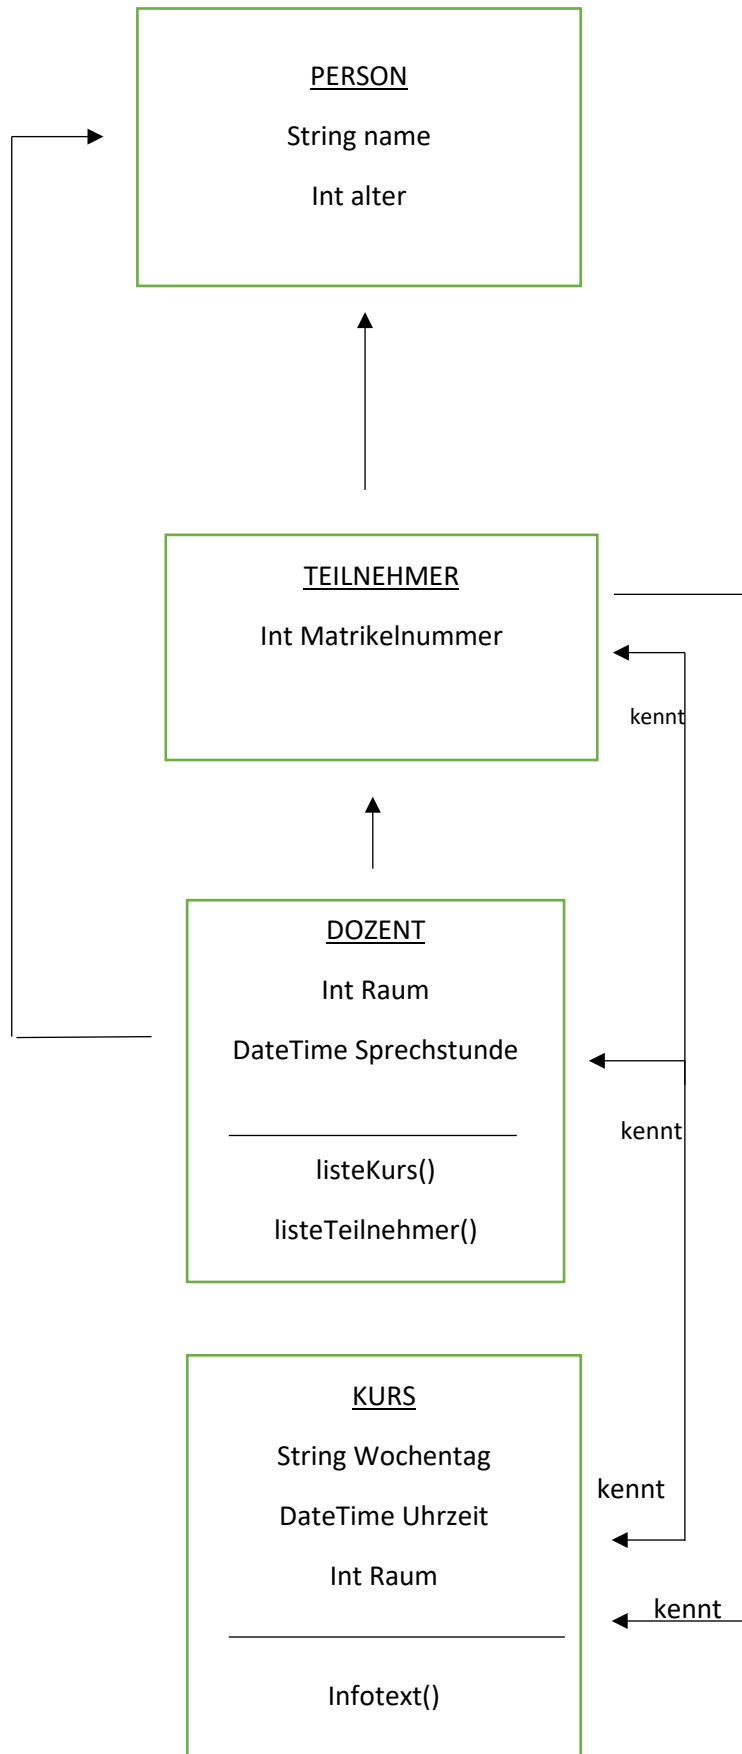 PERSON
String name
Int alter
TEILNEHMER
Int Matrikelnummer
kennt
DOZENT
Int Raum
DateTime Sprechstunde
kennt
listeKurs()
listeTeilnehmer()
KURS
String Wochentag
kennt
DateTime Uhrzeit
Int Raum
kennt
Infotext()